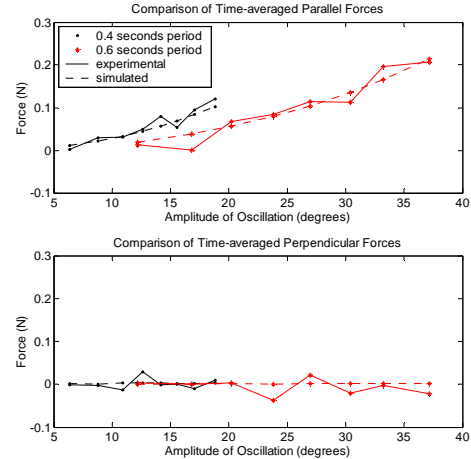 Comparison of Time-averaged Parallel Forces
0.4 seconds period
0.6 seconds period
experimental
simulated
0.3
0.2
0.1
0
-0.1
Force (N)
5 10 15 20 25 30 35 40
Amplitude of Oscillation (degrees)
Comparison of Time-averaged Perpendicular Forces
0.3
0.2
0.1
0
-0.1
Force (N)
5 10 15 20 25 30 35 40
Amplitude of Oscillation (degrees)